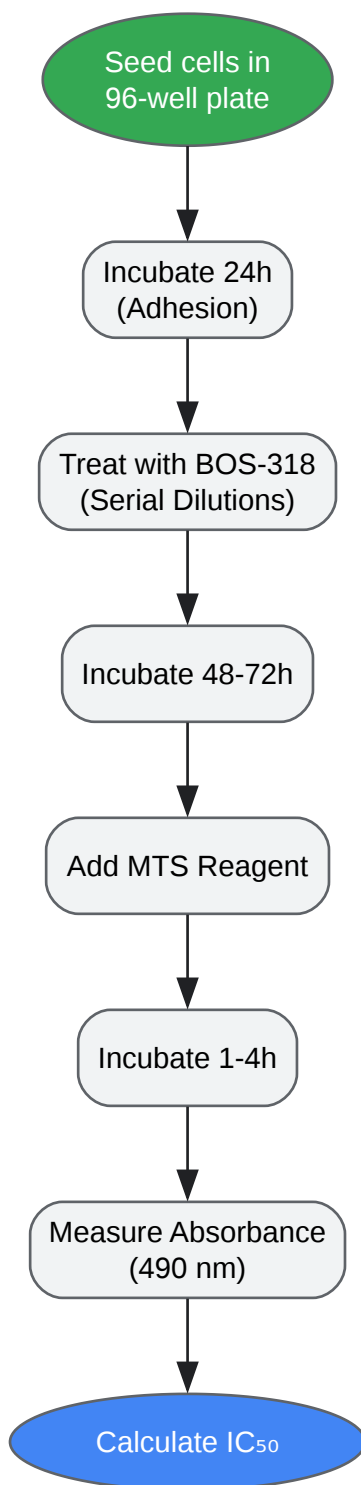 Seed cells in
96-well plate
Incubate 24h
(Adhesion)
Treat with BOS-318
(Serial Dilutions)
Incubate 48-72h
Add MTS Reagent
Incubate 1-4h
Measure Absorbance
(490 nm)
Calculate IC₅₀